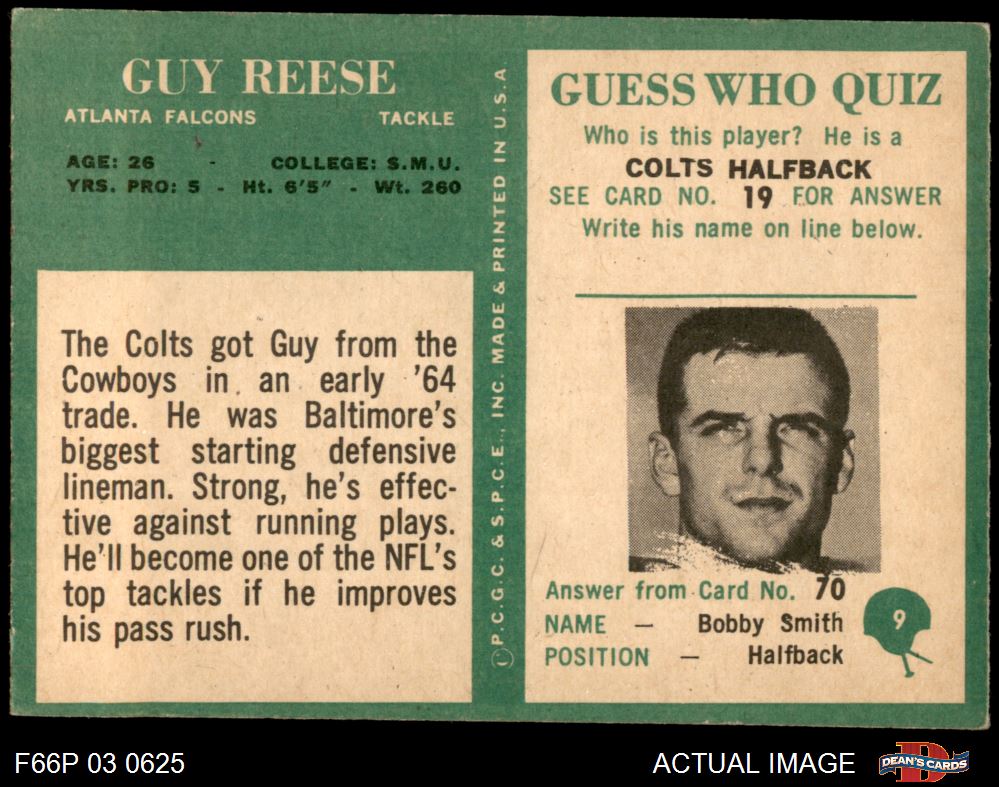 GUY REESE
ATLANTA FALCONS TACKLE
AGE: 26 - COLLEGE: S.M.U.
YRS. PRO: 5 - Ht. 6'5" - Wt. 260
The Colts got Guy from the
Cowboys in an early '64
trade. He was Baltimore's
biggest starting defensive
lineman. Strong, he's effec-
tive against running plays.
He'll become one of the NFL's
top tackles if he improves
his pass rush.
© P.C.G.C. & S.P.C.E., INC. MADE & PRINTED IN U.S.A
GUESS WHO QUIZ
Who is this player? He is a
COLTS HALFBACK
SEE CARD NO. 19 FOR ANSWER
Write his name on line below.
Answer from Card No. 70
NAME — Bobby Smith
POSITION — Halfback
9
F66P 03 0625
ACTUAL IMAGE
D
DEAN'S CARDS